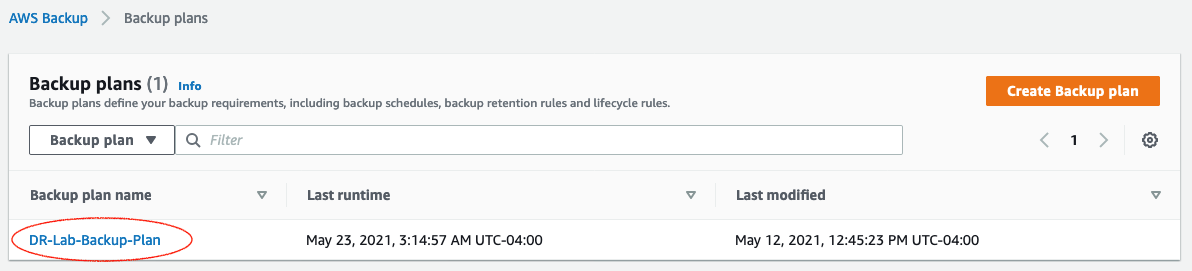 AWS Backup > Backup plans
Backup plans (1) Info
Backup plans define your backup requirements, including backup schedules, backup retention rules and lifecycle rules.
Create Backup plan
Backup plan Filter
1
Backup plan name Last runtime Last modified
DR-Lab-Backup-Plan May 23, 2021, 3:14:57 AM UTC-04:00 May 12, 2021, 12:45:23 PM UTC-04:00